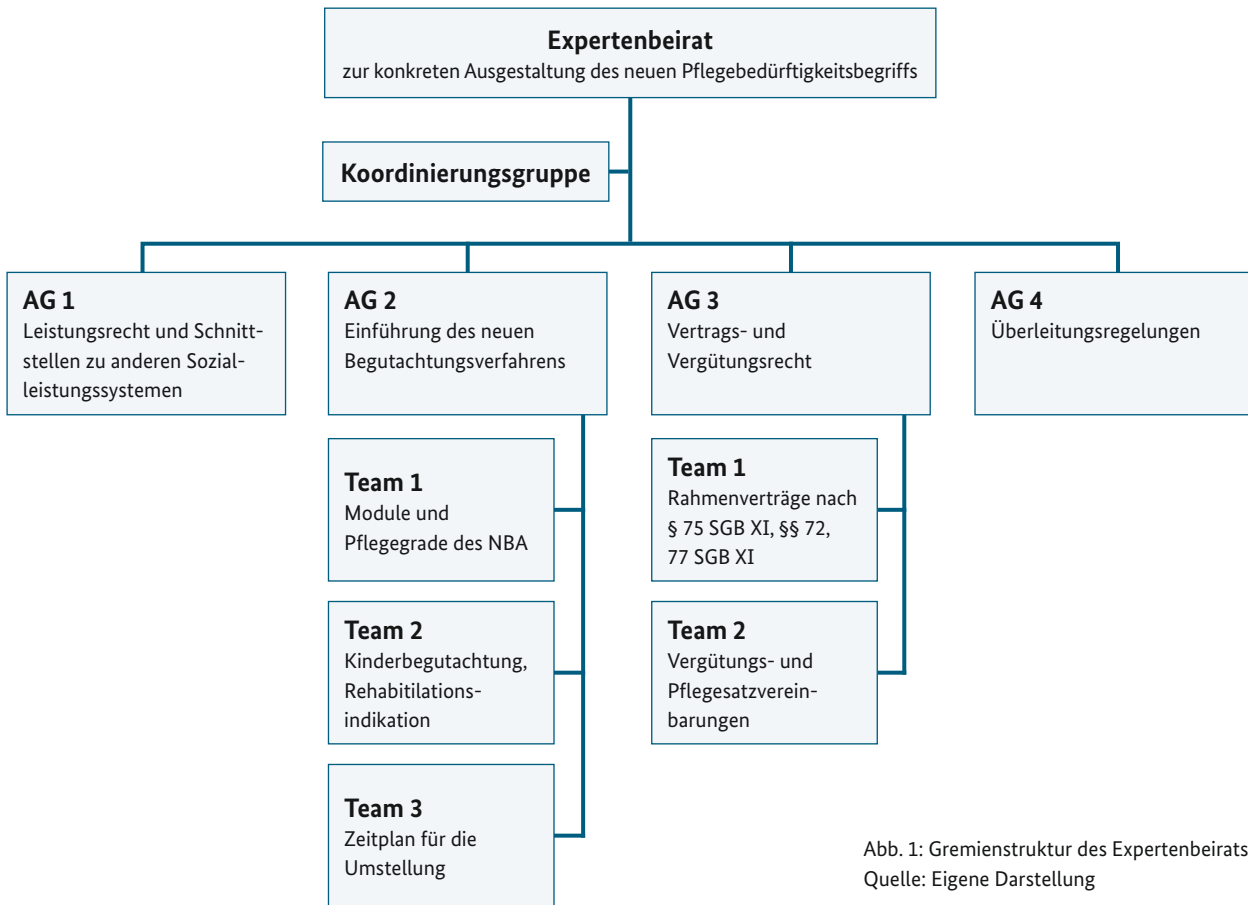 Expertenbeirat
zur konkreten Ausgestaltung des neuen Pflegebedürftigkeitsbegriffs
Koordinierungsgruppe
AG 1
Leistungsrecht und Schnitt-
stellen zu anderen Sozial-
leistungssystemen
AG 2
Einführung des neuen
Begutachtungsverfahrens
AG 3
Vertrags- und
Vergütungsrecht
AG 4
Überleitungsregelungen
Team 1
Module und
Pflegegrade des NBA
Team 2
Kinderbegutachtung,
Rehabitilations-
indikation
Team 3
Zeitplan für die
Umstellung
Team 1
Rahmenverträge nach
§ 75 SGB XI, §§ 72,
77 SGB XI
Team 2
Vergütungs- und
Pflegesatzverein-
barungen
Abb. 1: Gremienstruktur des Expertenbeirats
Quelle: Eigene Darstellung